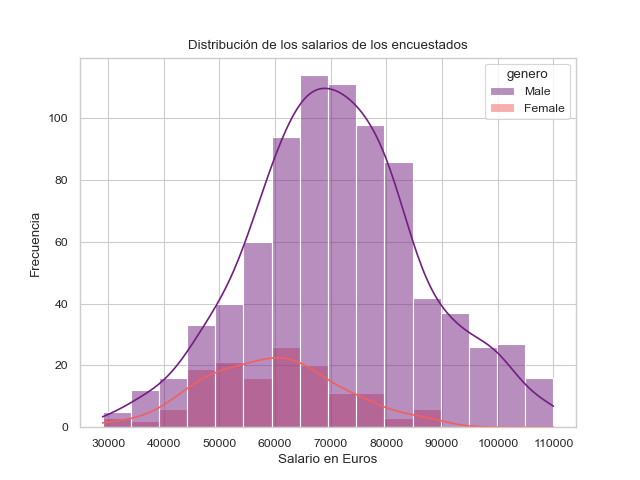 Distribución de los salarios de los encuestados
genero
Male
Female
Frecuencia
100
80
60
40
20
0
30000 40000 50000 60000 70000 80000 90000 100000 110000
Salario en Euros